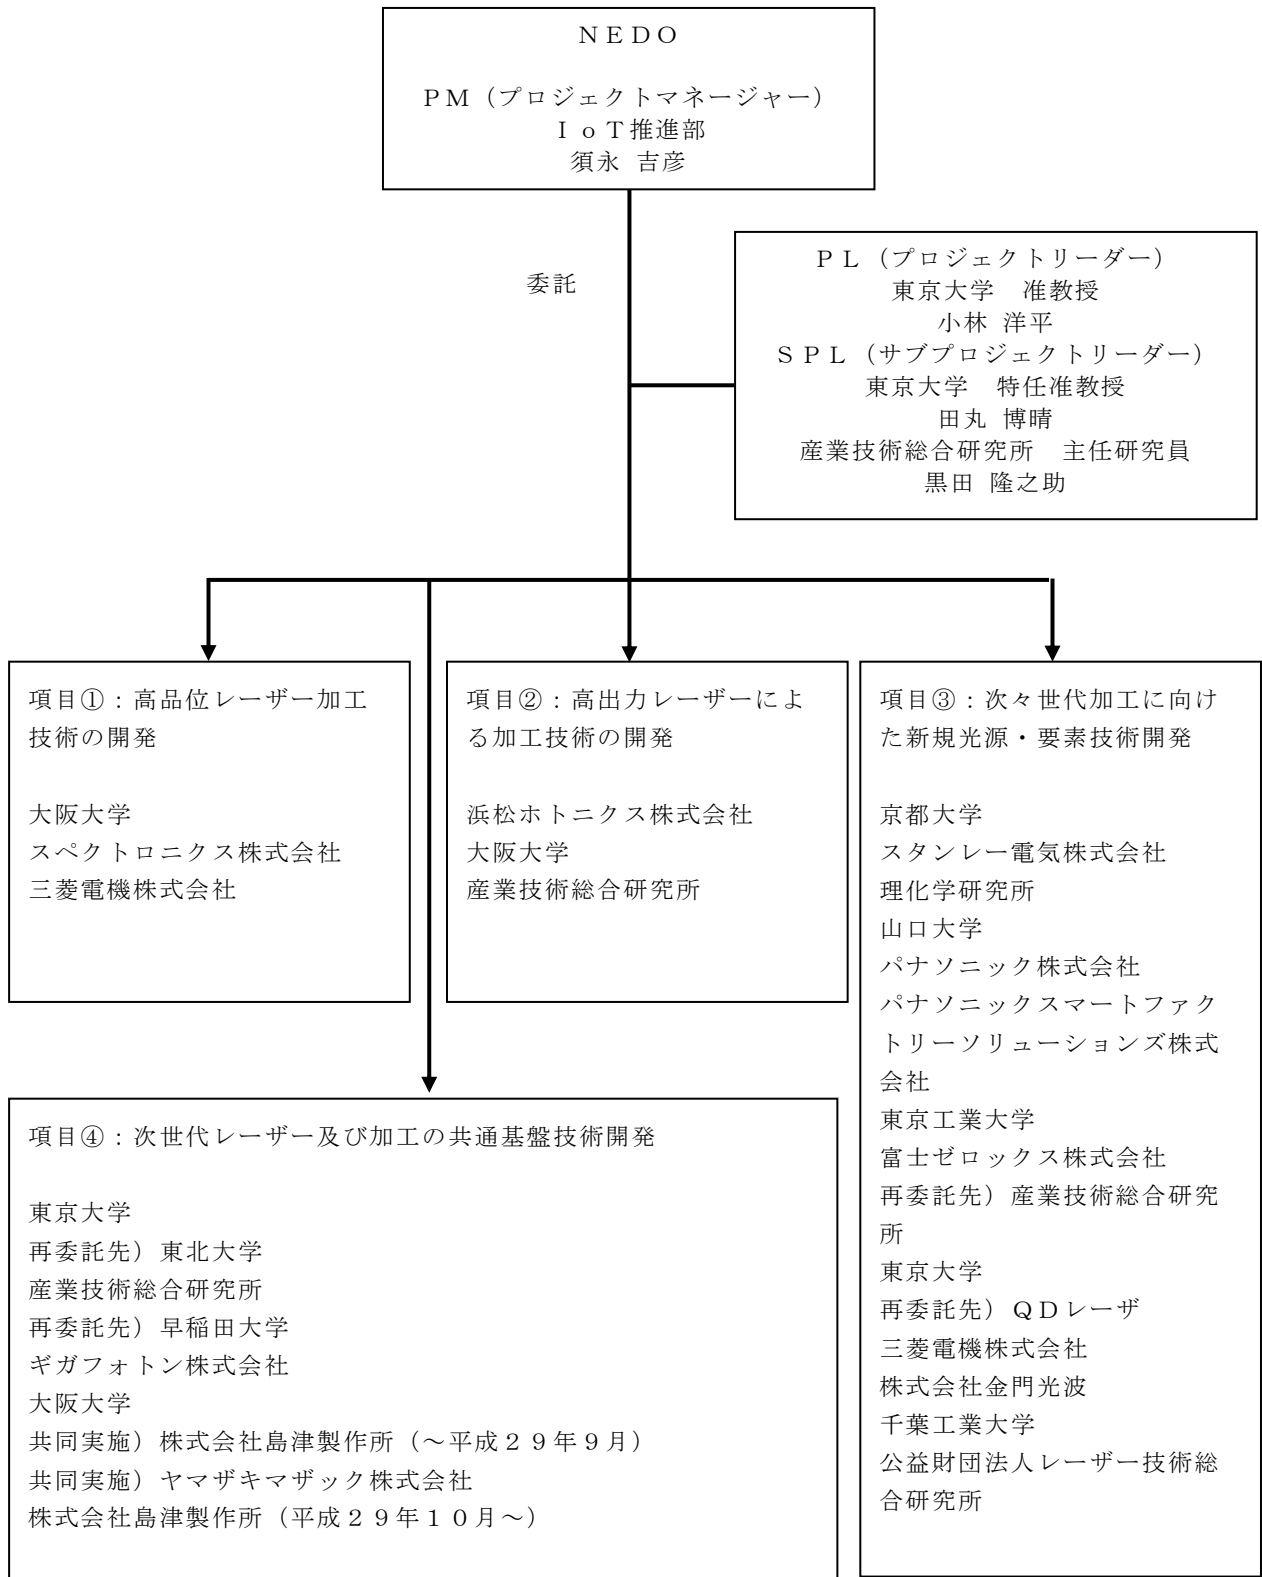 ＮＥＤＯ
ＰＭ（プロジェクトマネージャー）
ＩｏＴ推進部
須永 吉彦
委託
ＰＬ（プロジェクトリーダー）
東京大学　准教授
小林 洋平
ＳＰＬ（サブプロジェクトリーダー）
東京大学　特任准教授
田丸 博晴
産業技術総合研究所　主任研究員
黒田 隆之助
項目①：高品位レーザー加工
技術の開発
大阪大学
スペクトロニクス株式会社
三菱電機株式会社
項目②：高出力レーザーによ
る加工技術の開発
浜松ホトニクス株式会社
大阪大学
産業技術総合研究所
項目③：次々世代加工に向け
た新規光源・要素技術開発
京都大学
スタンレー電気株式会社
理化学研究所
山口大学
パナソニック株式会社
パナソニックスマートファク
トリーソリューションズ株式
会社
東京工業大学
富士ゼロックス株式会社
再委託先）産業技術総合研究
所
東京大学
再委託先）ＱＤレーザ
三菱電機株式会社
株式会社金門光波
千葉工業大学
公益財団法人レーザー技術総
合研究所
項目④：次世代レーザー及び加工の共通基盤技術開発
東京大学
再委託先）東北大学
産業技術総合研究所
再委託先）早稲田大学
ギガフォトン株式会社
大阪大学
共同実施）株式会社島津製作所（～平成２９年９月）
共同実施）ヤマザキマザック株式会社
株式会社島津製作所（平成２９年１０月～）